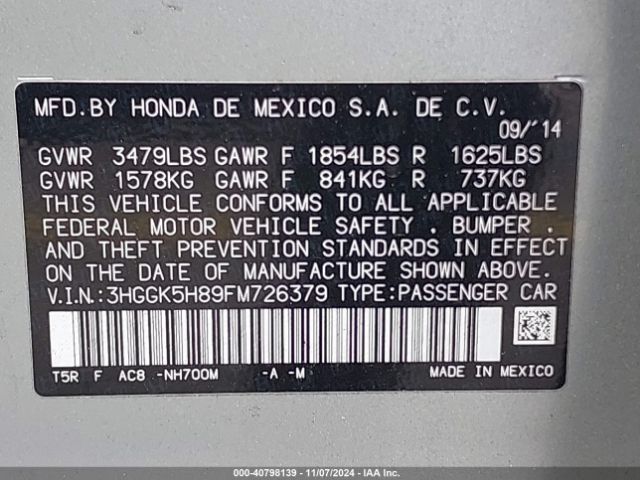 MFD.BY HONDA DE MEXICO S.A. DE C.V.
09/'14
GVWR 3479LBS GAWR F 1854LBS R 1625LBS
GVWR 1578KG GAWR F 841KG R 737KG
THIS VEHICLE CONFORMS TO ALL APPLICABLE
FEDERAL MOTOR VEHICLE SAFETY . BUMPER .
AND THEFT PREVENTION STANDARDS IN EFFECT
ON THE DATE OF MANUFACTURE SHOWN ABOVE.
V.I.N.:3HGGK5H89FM726379 TYPE:PASSENGER CAR
T5R F AC8 -NH700M -A -M MADE IN MEXICO
000-40798139 - 11/07/2024 - IAA Inc.